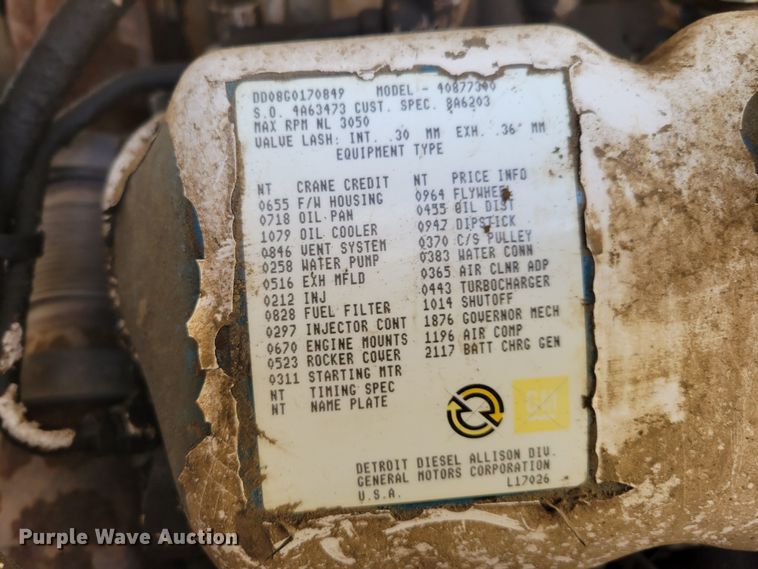 DD08G0170849 MODEL - 40877300
S.O. 4A63473 CUST. SPEC. BA6203
MAX RPM NL 3050
VALVE LASH: INT. .30 MM EXH. .36 MM
EQUIPMENT TYPE
NT CRANE CREDIT
0655 F/W HOUSING
0718 OIL PAN
1079 OIL COOLER
0846 VENT SYSTEM
0258 WATER PUMP
0516 EXH MFLD
0212 INJ
0828 FUEL FILTER
0297 INJECTOR CONT
0670 ENGINE MOUNTS
0523 ROCKER COVER
0311 STARTING MTR
NT TIMING SPEC
NT NAME PLATE
NT PRICE INFO
0964 FLYWHEEL
0455 OIL DIST
0947 DIPSTICK
0370 C/S PULLEY
0383 WATER CONN
0365 AIR CLNR ADP
0443 TURBOCHARGER
1014 SHUTOFF
1876 GOVERNOR MECH
1196 AIR COMP
2117 BATT CHRG GEN
GM
DETROIT DIESEL ALLISON DIV.
GENERAL MOTORS CORPORATION
U.S.A. L17026
Purple Wave Auction